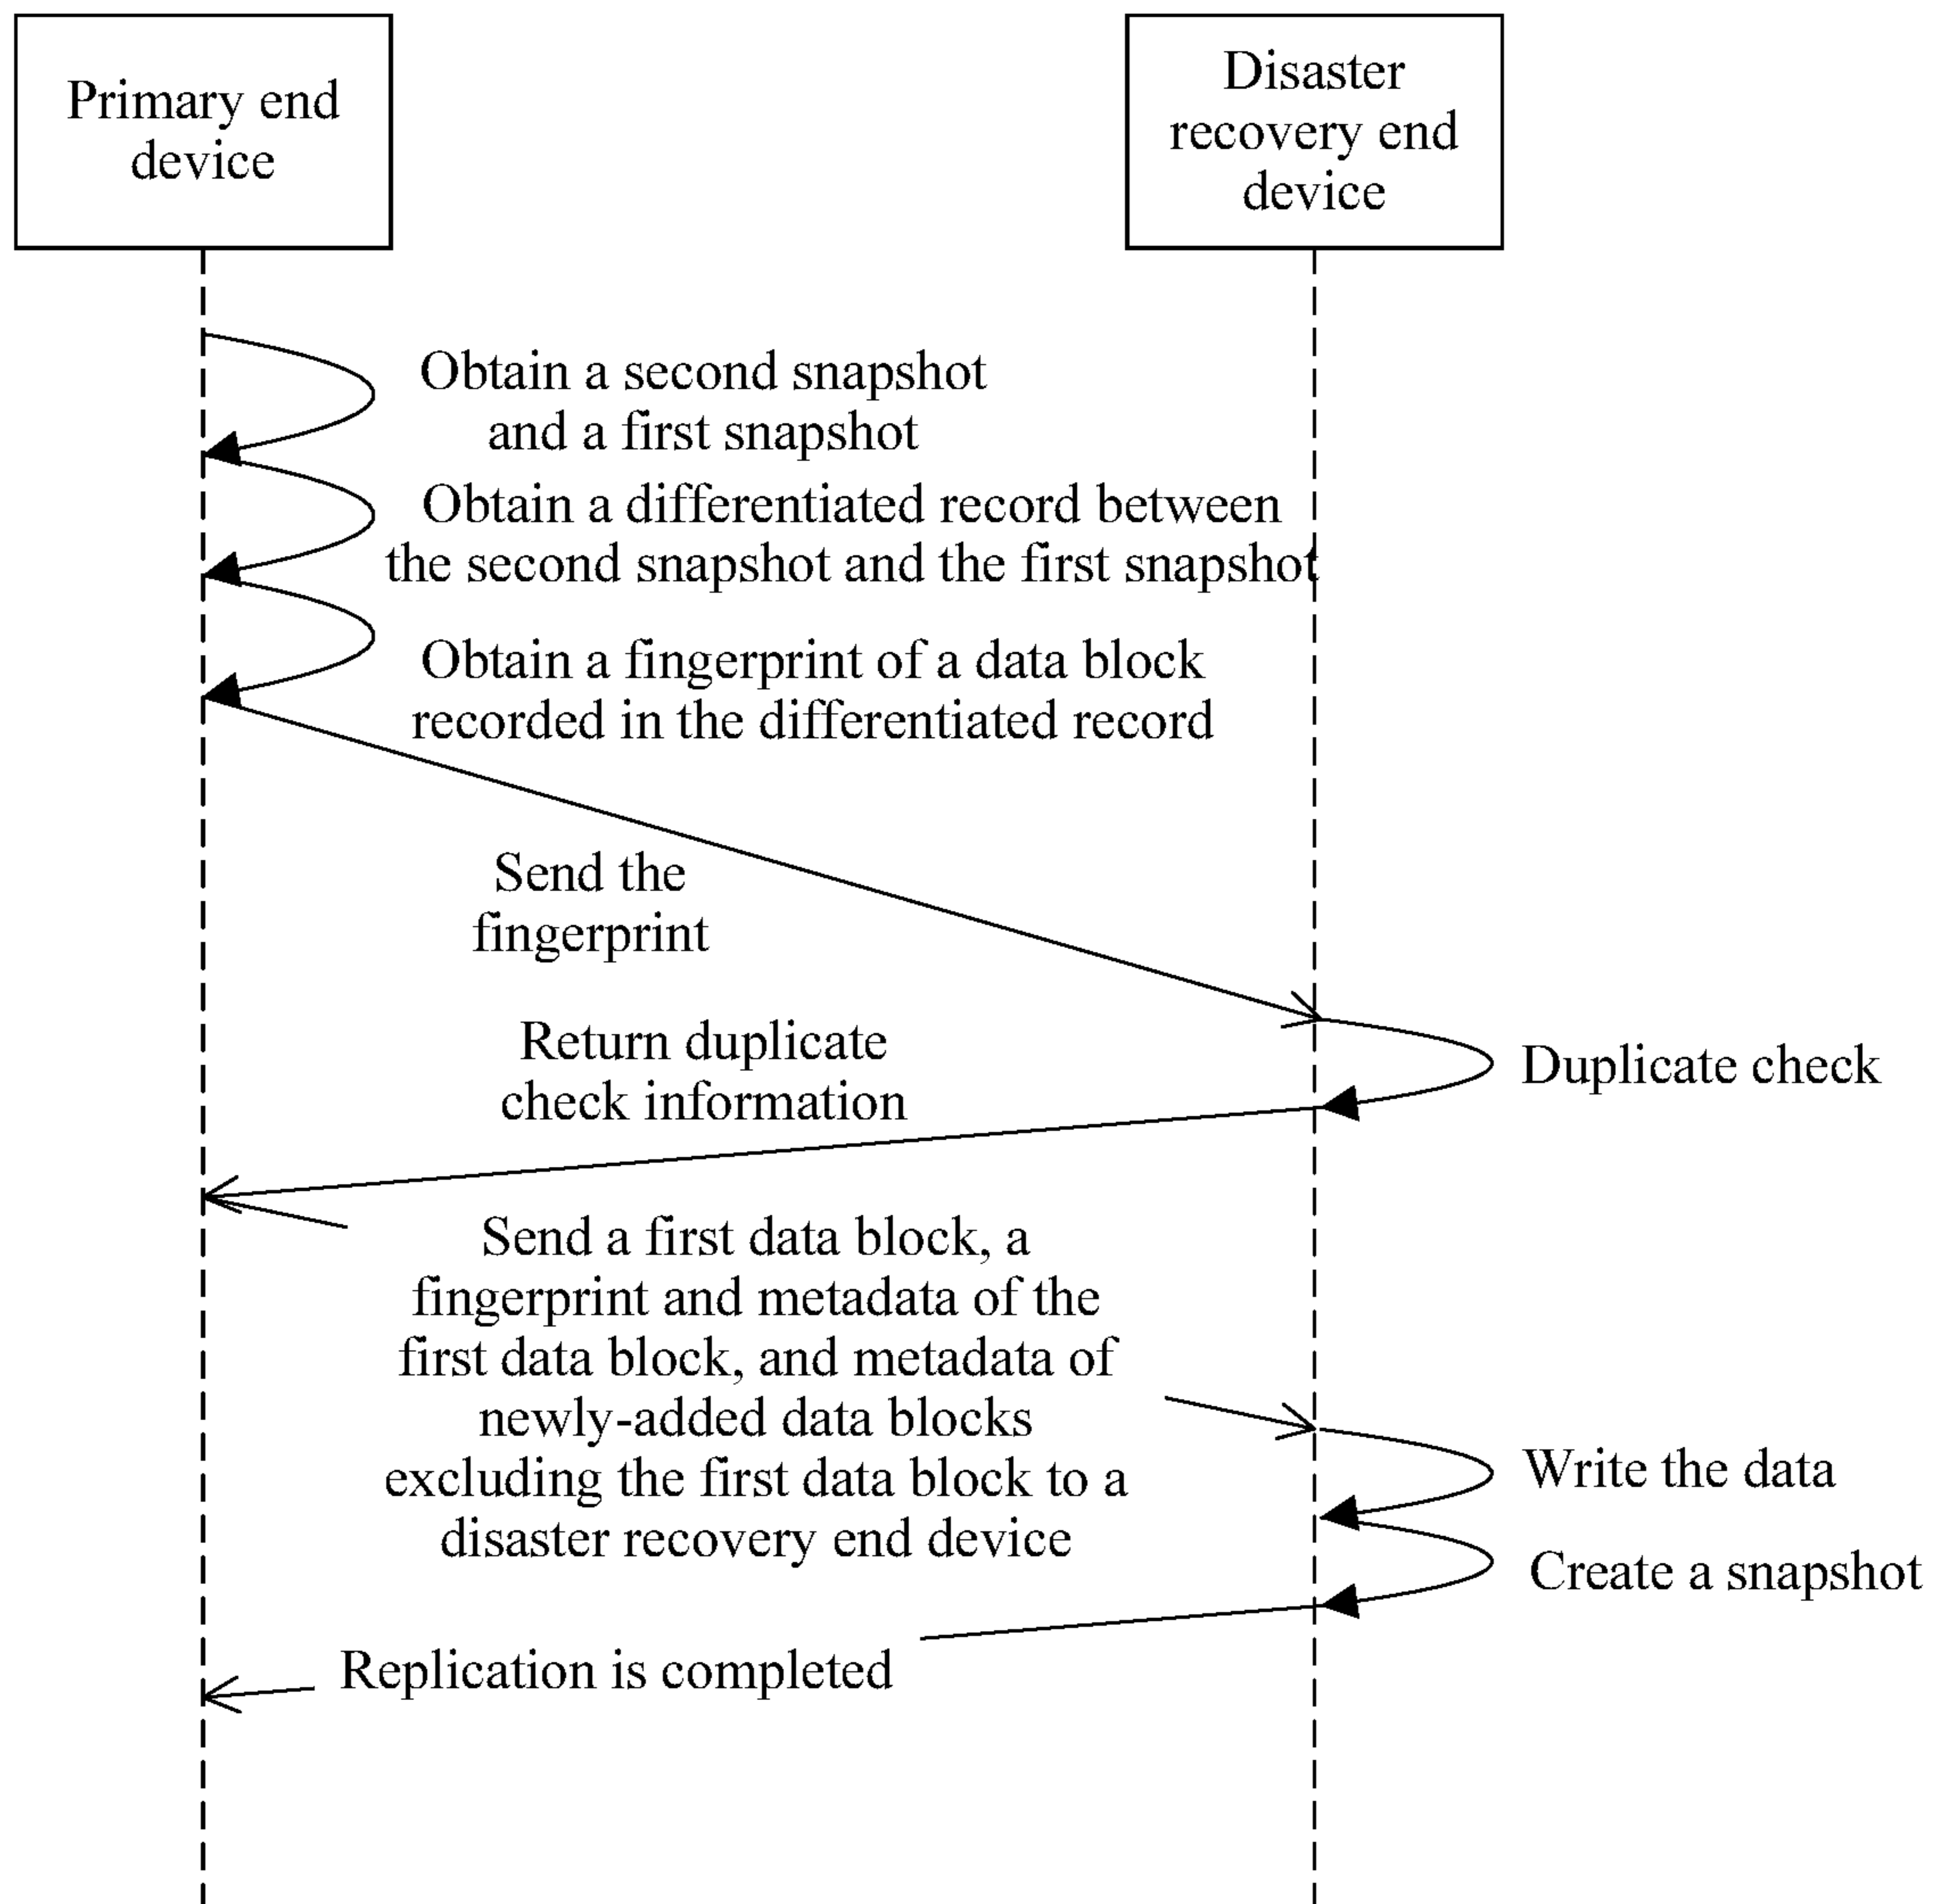 Primary end
device
Disaster
recovery end
device
Obtain a second snapshot
and a first snapshot
Obtain a differentiated record between
the second snapshot and the first snapshot
Obtain a fingerprint of a data block
recorded in the differentiated record
Send the
fingerprint
Return duplicate
check information
Duplicate check
Send a first data block, a
fingerprint and metadata of the
first data block, and metadata of
newly-added data blocks
excluding the first data block to a
disaster recovery end device
Write the data
Create a snapshot
Replication is completed